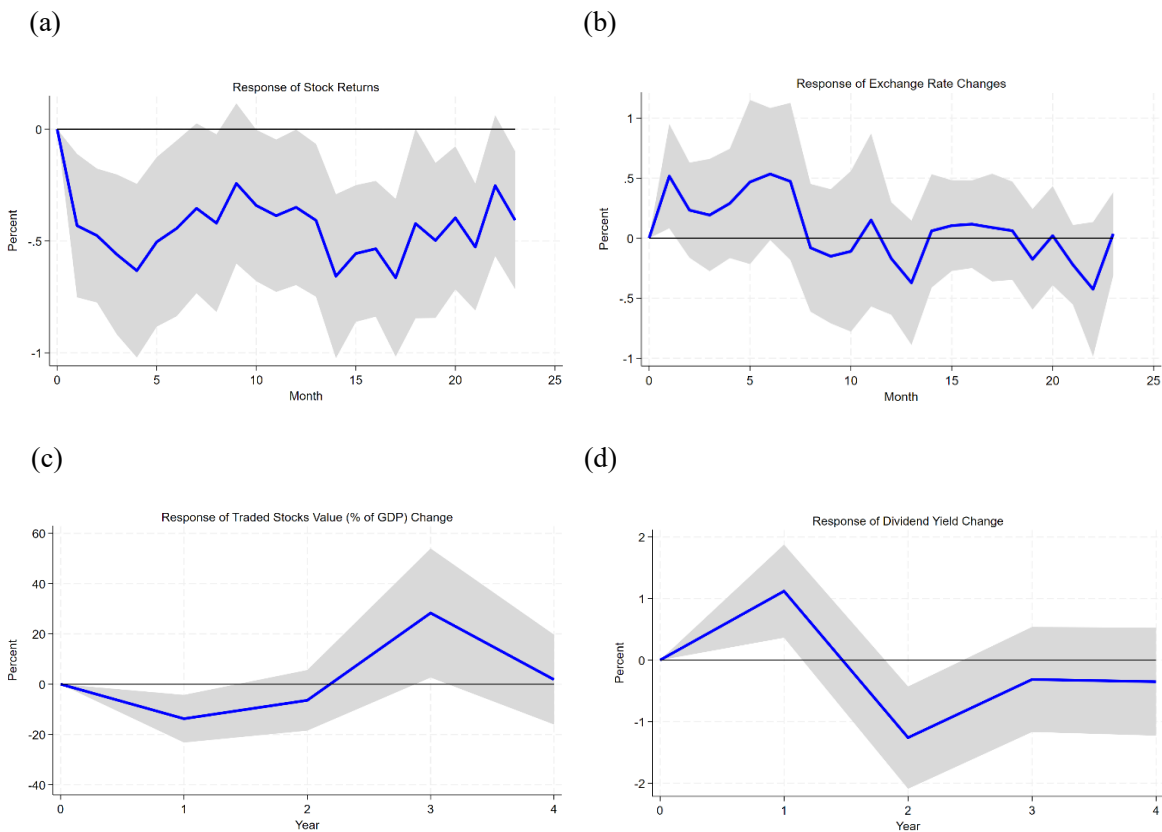 (a)
Response of Stock Returns
0
-.5
-1
Percent
0 5 10 15 20 25
Month
(b)
Response of Exchange Rate Changes
1
.5
0
-.5
-1
Percent
0 5 10 15 20 25
Month
(c)
Response of Traded Stocks Value (% of GDP) Change
60
40
20
0
-20
-40
Percent
0 1 2 3 4
Year
(d)
Response of Dividend Yield Change
2
1
0
-1
-2
Percent
0 1 2 3 4
Year